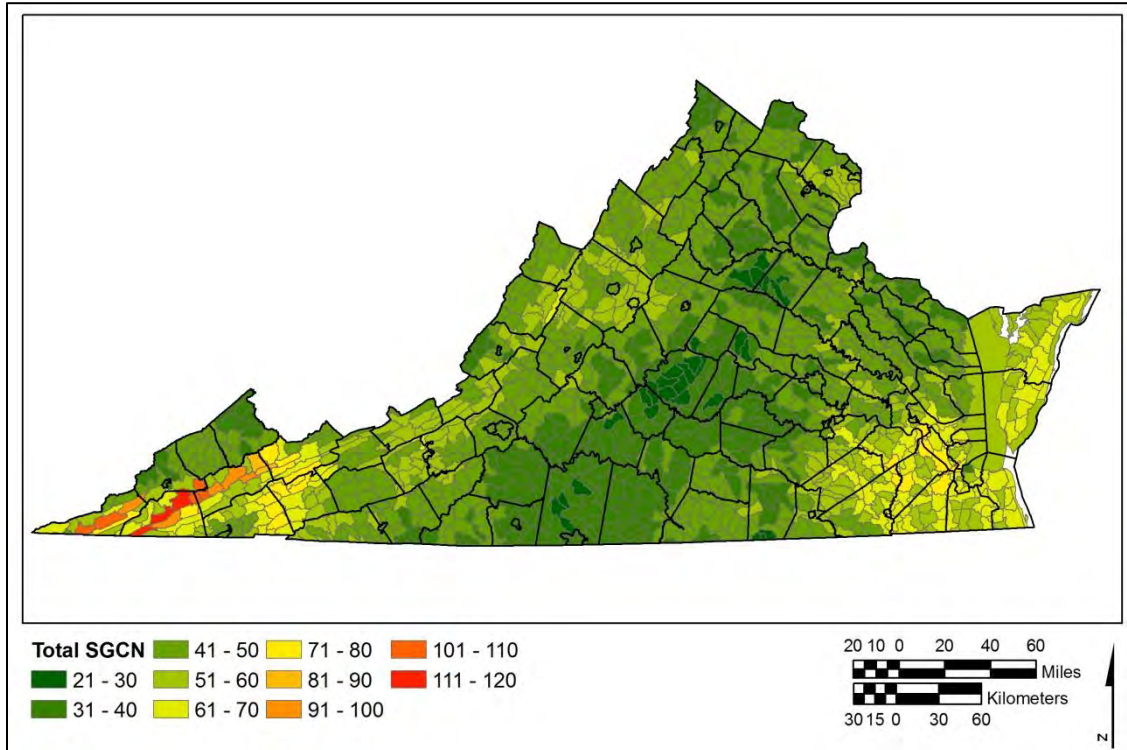 Total SGCN 41 - 50 71 - 80 101 - 110
21 - 30 51 - 60 81 - 90 111 - 120
31 - 40 61 - 70 91 - 100
20 10 0 20 40 60
Miles
Kilometers
30 15 0 30 60
N